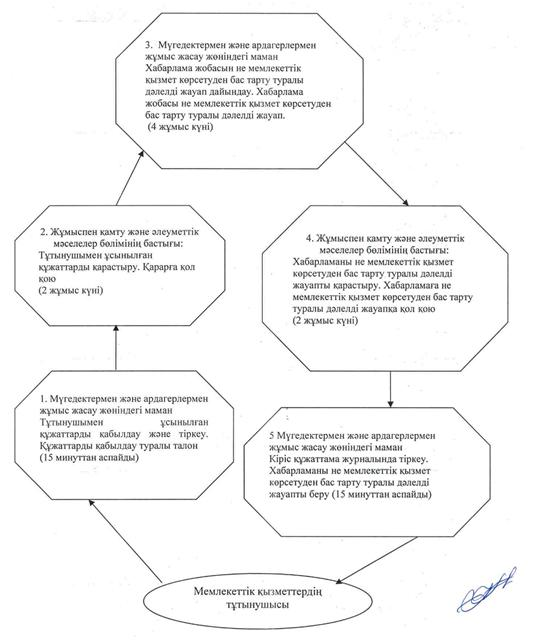 3. Мүгедектермен және ардагерлермен
жұмыс жасау жөніндегі маман
Хабарлама жобасын не мемлекеттік
қызмет көрсетуден бас тарту туралы
дәлелді жауап дайындау. Хабарлама
жобасы не мемлекеттік қызмет көрсетуден
бас тарту туралы дәлелді жауап.
(4 жұмыс күні)
2. Жұмыспен қамту және әлеуметтік
мәселелер бөлімінің бастығы:
Тұтынушымен ұсынылған
құжаттарды қарастыру. Қарарға қол
қою
(2 жұмыс күні)
4. Жұмыспен қамту және әлеуметтік
мәселелер бөлімінің бастығы:
Хабарламаны не мемлекеттік қызмет
көрсетуден бас тарту туралы дәлелді
жауапты қарастыру. Хабарламаға не
мемлекеттік қызмет көрсетуден бас тарту
туралы дәлелді жауапқа қол қою
(2 жұмыс күні)
1. Мүгедектермен және ардагерлермен
жұмыс жасау жөніндегі маман
Тұтынушымен ұсынылған
құжаттарды қабылдау және тіркеу.
Құжаттарды қабылдау туралы талон
(15 минуттан аспайды)
5 Мүгедектермен және ардагерлермен
жұмыс жасау жөніндегі маман
Кіріс құжаттама журналында тіркеу.
Хабарламаны не мемлекеттік қызмет
көрсетуден бас тарту туралы дәлелді
жауапты беру (15 минуттан аспайды)
Мемлекеттік қызметтердің
тұтынушысы